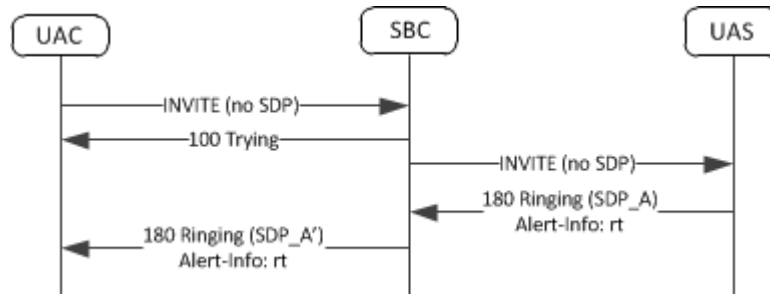 UAC
SBC
UAS
INVITE (no SDP)
100 Trying
INVITE (no SDP)
180 Ringing (SDP_A)
Alert-Info: rt
180 Ringing (SDP_A’)
Alert-Info: rt